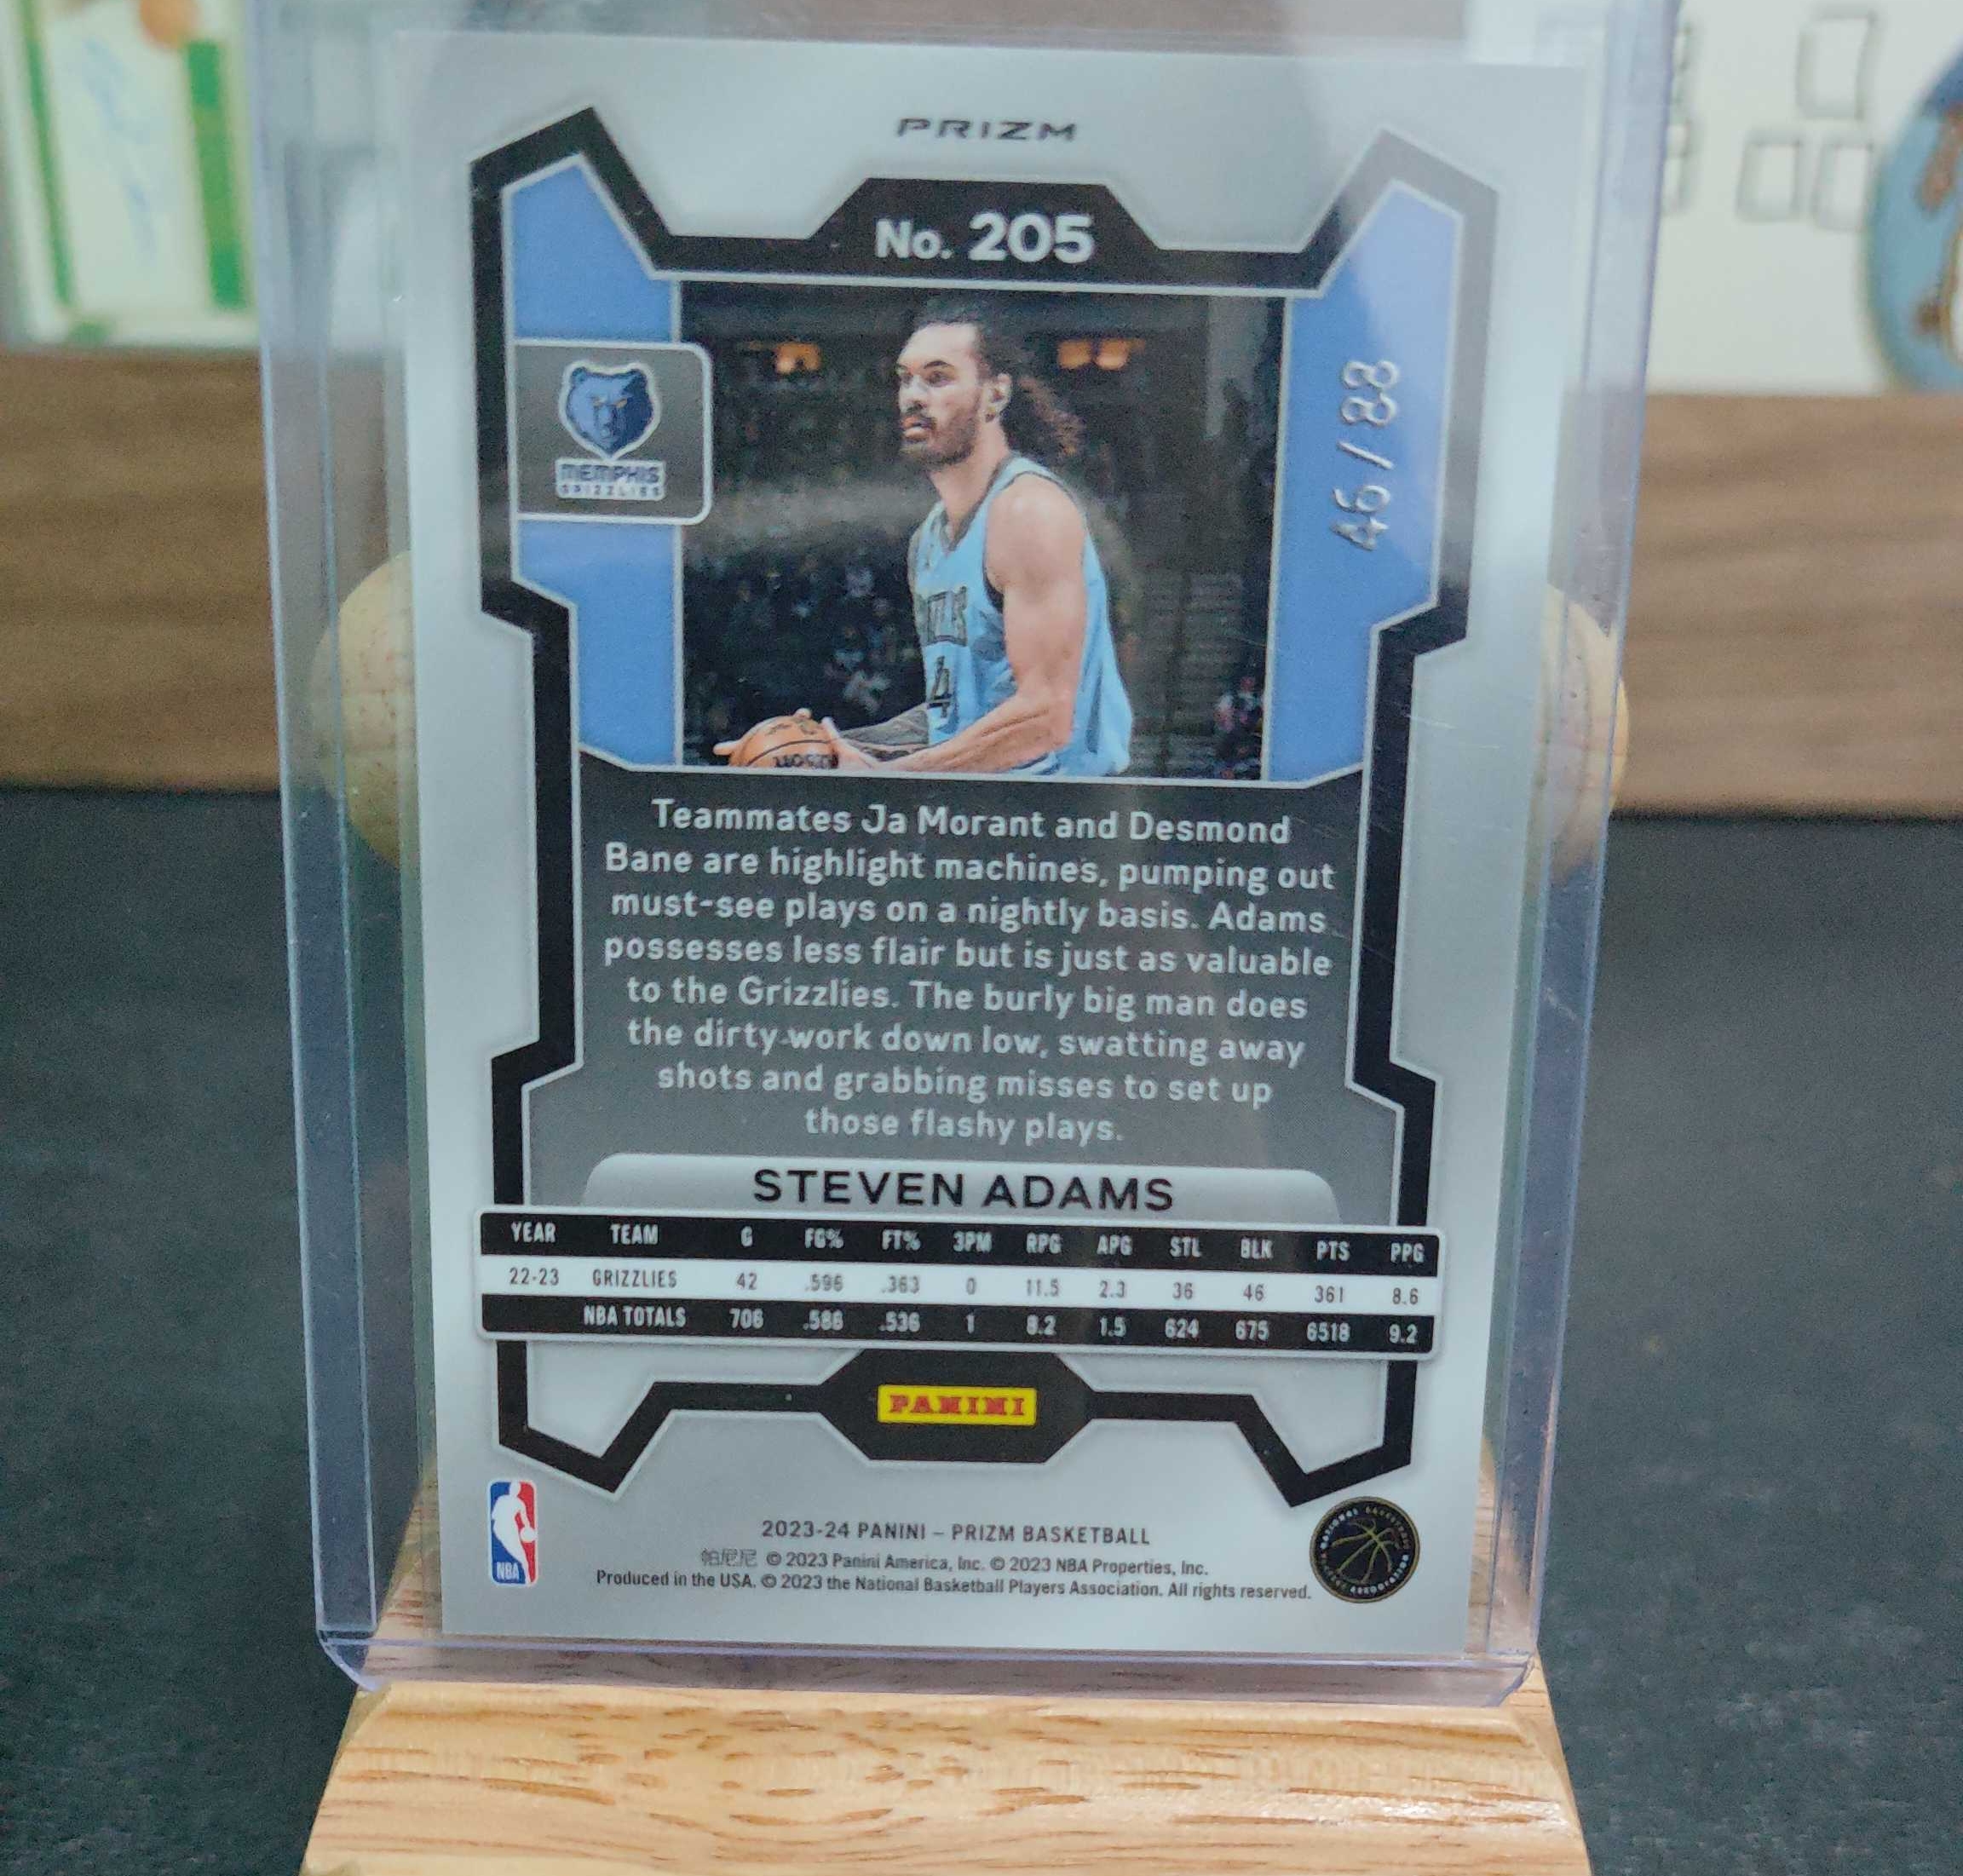 PRIZM
No. 205
MEMPHIS
GRIZZLIES
46/88
4
Teammates Ja Morant and Desmond
Bane are highlight machines, pumping out
must-see plays on a nightly basis. Adams
possesses less flair but is just as valuable
to the Grizzlies. The burly big man does
the dirty work down low, swatting away
shots and grabbing misses to set up
those flashy plays.
STEVEN ADAMS
YEAR TEAM G FG% FT% 3PM RPG APG STL BLK PTS PPG
22-23 GRIZZLIES 42 .596 .363 0 11.5 2.3 36 46 361 8.6
NBA TOTALS 706 .586 .536 1 8.2 1.5 624 675 6518 9.2
PANINI
NBA
2023-24 PANINI – PRIZM BASKETBALL
帕尼尼 © 2023 Panini America, Inc. © 2023 NBA Properties, Inc.
Produced in the USA. © 2023 the National Basketball Players Association. All rights reserved.